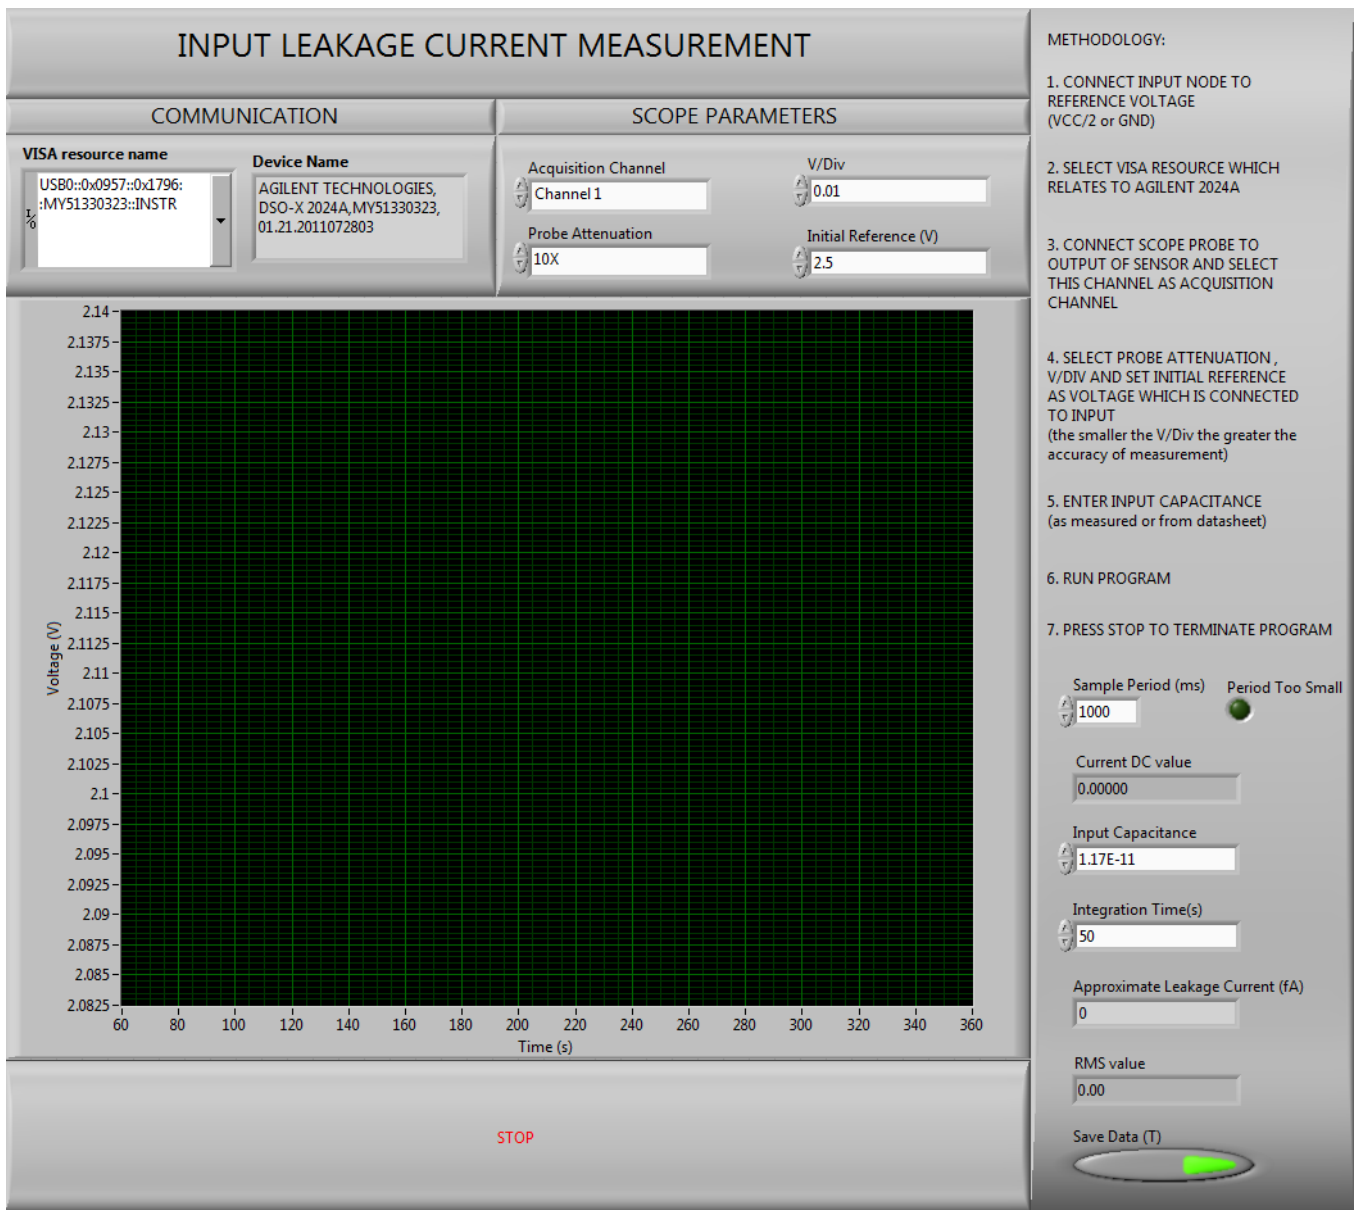 INPUT LEAKAGE CURRENT MEASUREMENT
COMMUNICATION
VISA resource name
USB0::0x0957::0x1796:
:MY51330323::INSTR
I/0
Device Name
AGILENT TECHNOLOGIES,
DSO-X 2024A,MY51330323,
01.21.2011072803
SCOPE PARAMETERS
Acquisition Channel
Channel 1
V/Div
0.01
Probe Attenuation
10X
Initial Reference (V)
2.5
2.14
2.1375
2.135
2.1325
2.13
2.1275
2.125
2.1225
2.12
2.1175
2.115
2.1125
2.11
2.1075
2.105
2.1025
2.1
2.0975
2.095
2.0925
2.09
2.0875
2.085
2.0825
Voltage (V)
60 80 100 120 140 160 180 200 220 240 260 280 300 320 340 360
Time (s)
STOP
METHODOLOGY:
1. CONNECT INPUT NODE TO
REFERENCE VOLTAGE
(VCC/2 or GND)
2. SELECT VISA RESOURCE WHICH
RELATES TO AGILENT 2024A
3. CONNECT SCOPE PROBE TO
OUTPUT OF SENSOR AND SELECT
THIS CHANNEL AS ACQUISITION
CHANNEL
4. SELECT PROBE ATTENUATION ,
V/DIV AND SET INITIAL REFERENCE
AS VOLTAGE WHICH IS CONNECTED
TO INPUT
(the smaller the V/Div the greater the
accuracy of measurement)
5. ENTER INPUT CAPACITANCE
(as measured or from datasheet)
6. RUN PROGRAM
7. PRESS STOP TO TERMINATE PROGRAM
Sample Period (ms)
1000
Period Too Small
Current DC value
0.00000
Input Capacitance
1.17E-11
Integration Time(s)
50
Approximate Leakage Current (fA)
0
RMS value
0.00
Save Data (T)